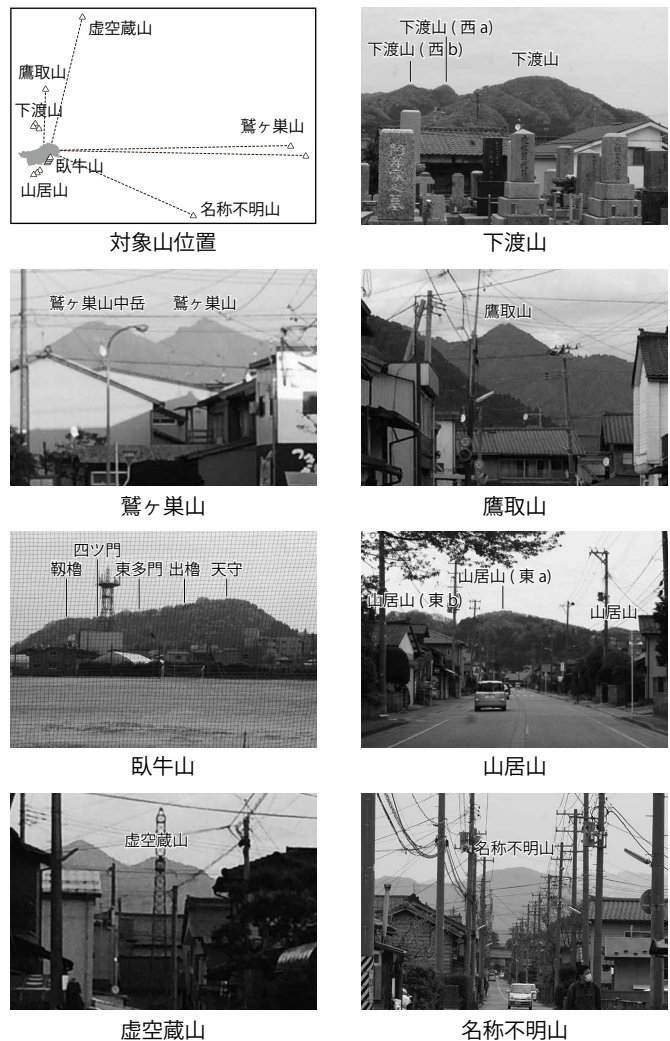 虚空蔵山
鷹取山
下渡山
鷲ヶ巣山
臥牛山
山居山
名称不明山
対象山位置
下渡山 ( 西 a)
下渡山 ( 西 b)
下渡山
下渡山
鷲ヶ巣山中岳
鷲ヶ巣山
鷲ヶ巣山
鷹取山
鷹取山
四ツ門
靱櫓
東多門
出櫓
天守
臥牛山
山居山 ( 東 a)
山居山 ( 東 b)
山居山
山居山
虚空蔵山
虚空蔵山
名称不明山
名称不明山